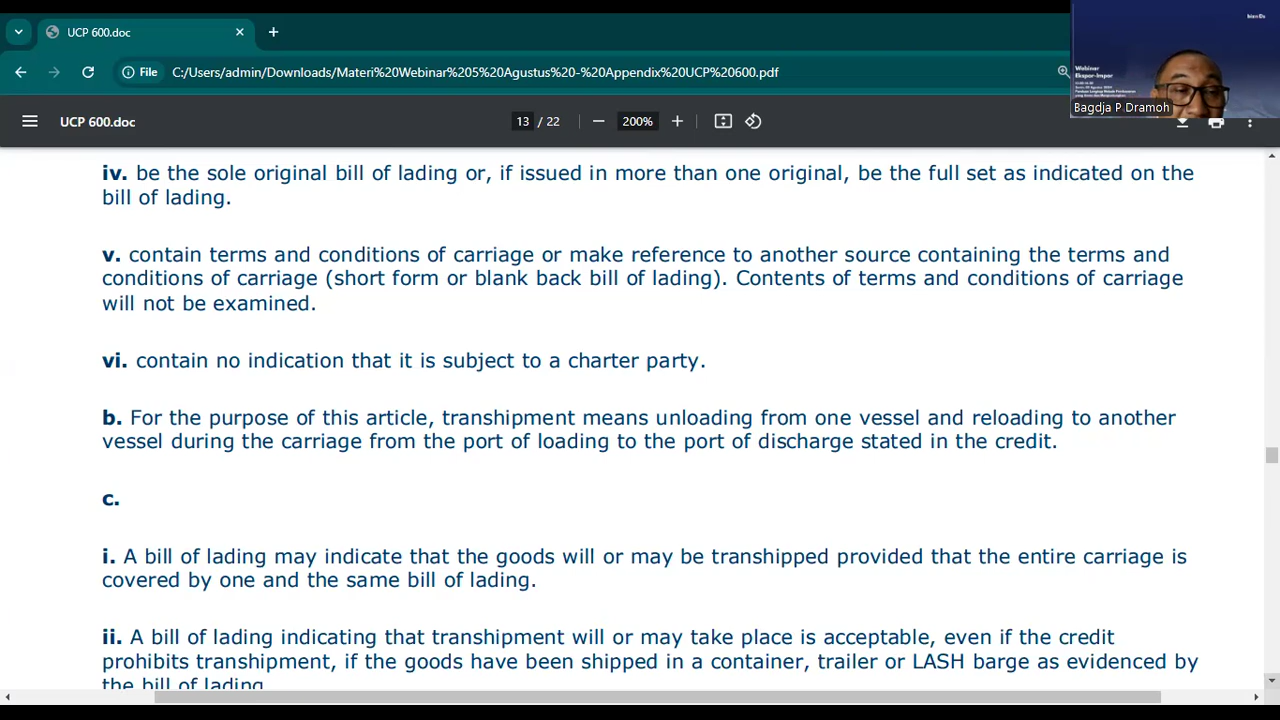 UCP 600.doc
File C:/Users/admin/Downloads/Materi%20Webinar%205%20Agustus%20-%20Appendix%20UCP%20600.pdf
Webinar
Ekspor-Impor
Bagdja P Dramoh
UCP 600.doc 13 / 22 200%
iv. be the sole original bill of lading or, if issued in more than one original, be the full set as indicated on the
bill of lading.
v. contain terms and conditions of carriage or make reference to another source containing the terms and
conditions of carriage (short form or blank back bill of lading). Contents of terms and conditions of carriage
will not be examined.
vi. contain no indication that it is subject to a charter party.
b. For the purpose of this article, transhipment means unloading from one vessel and reloading to another
vessel during the carriage from the port of loading to the port of discharge stated in the credit.
c.
i. A bill of lading may indicate that the goods will or may be transhipped provided that the entire carriage is
covered by one and the same bill of lading.
ii. A bill of lading indicating that transhipment will or may take place is acceptable, even if the credit
prohibits transhipment, if the goods have been shipped in a container, trailer or LASH barge as evidenced by
the bill of lading